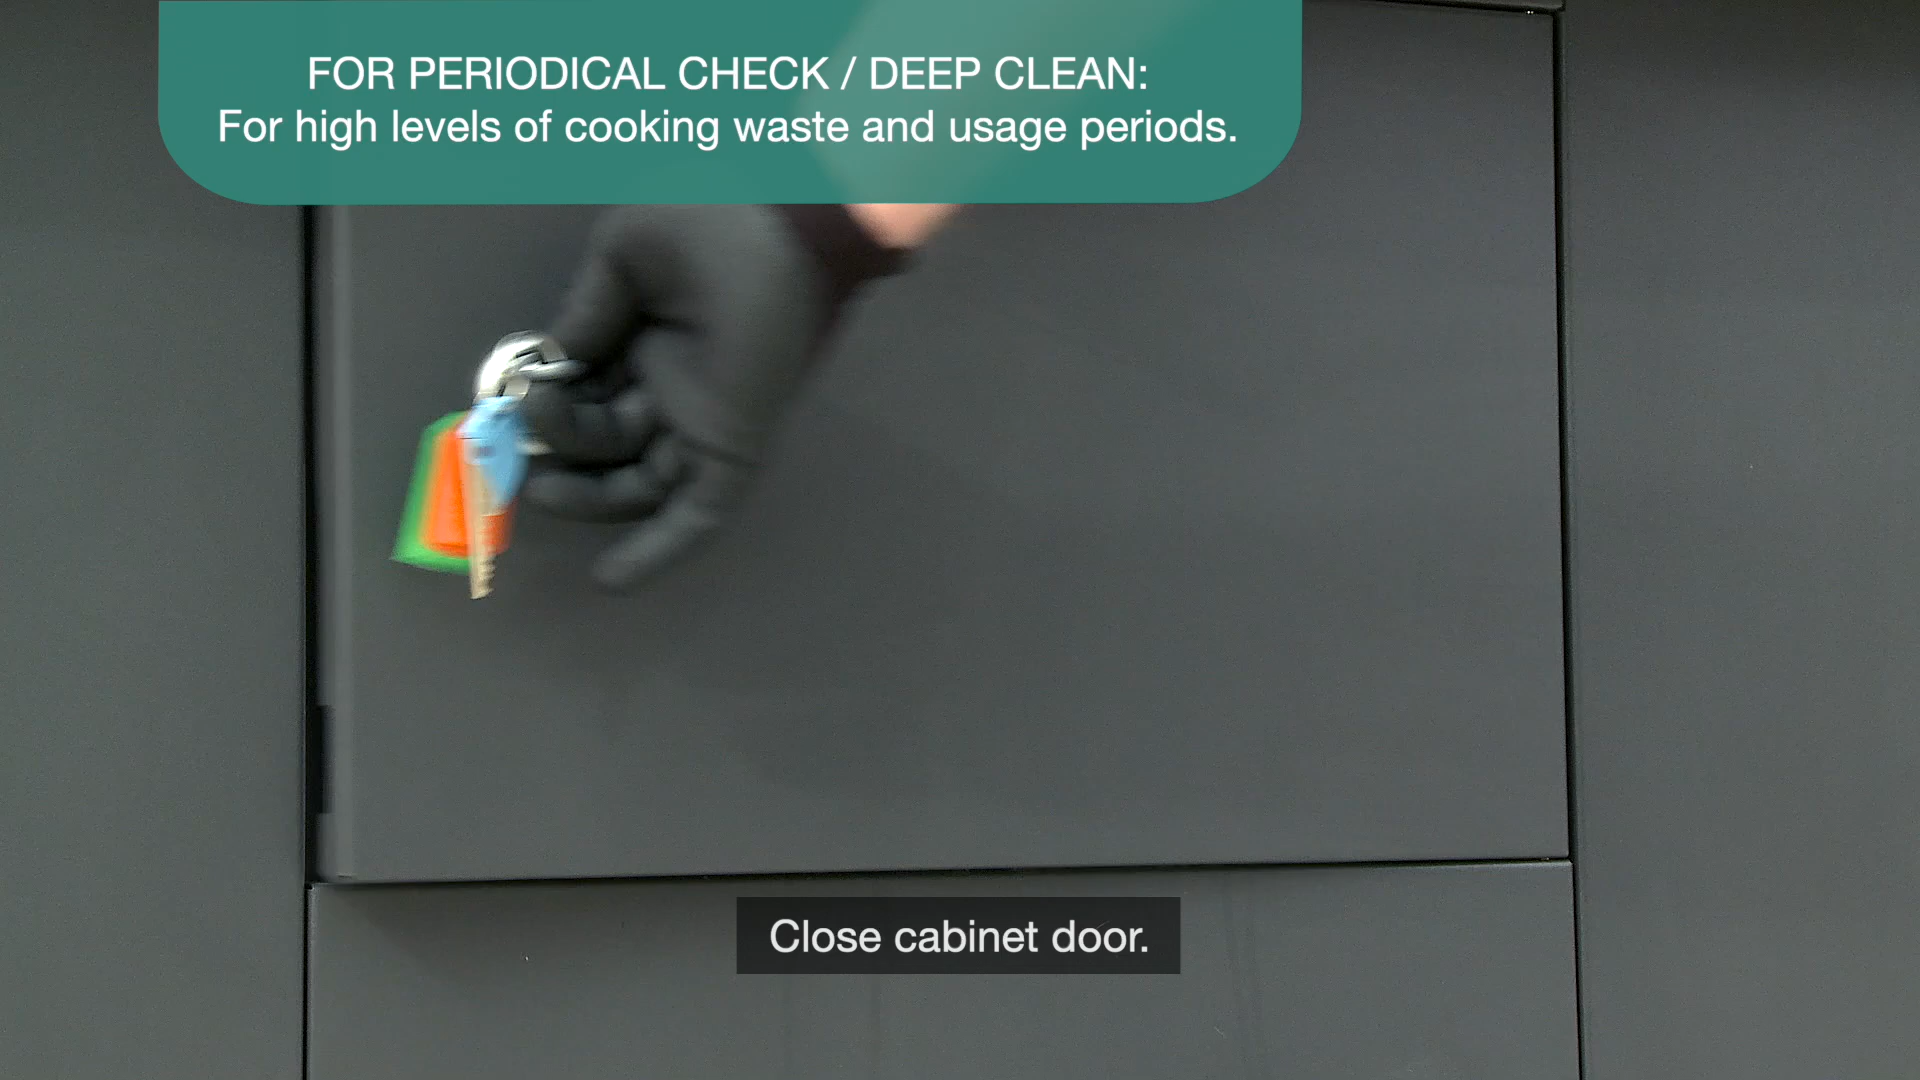 FOR PERIODICAL CHECK / DEEP CLEAN:
For high levels of cooking waste and usage periods.
Close cabinet door.